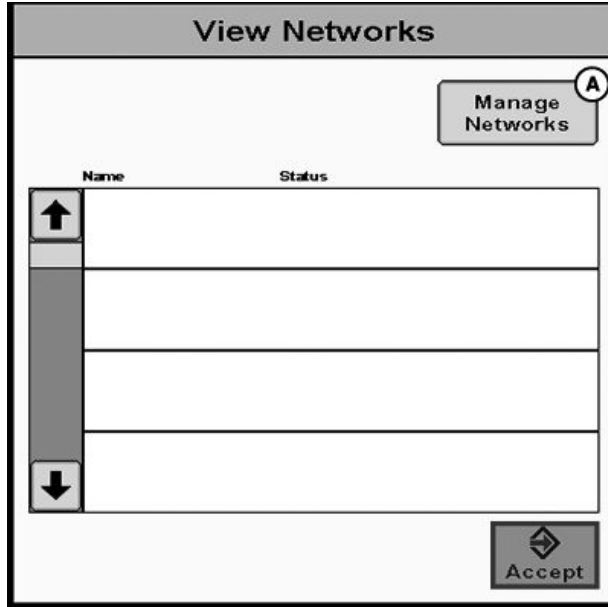 View Networks
A
Manage
Networks
Name Status
Accept